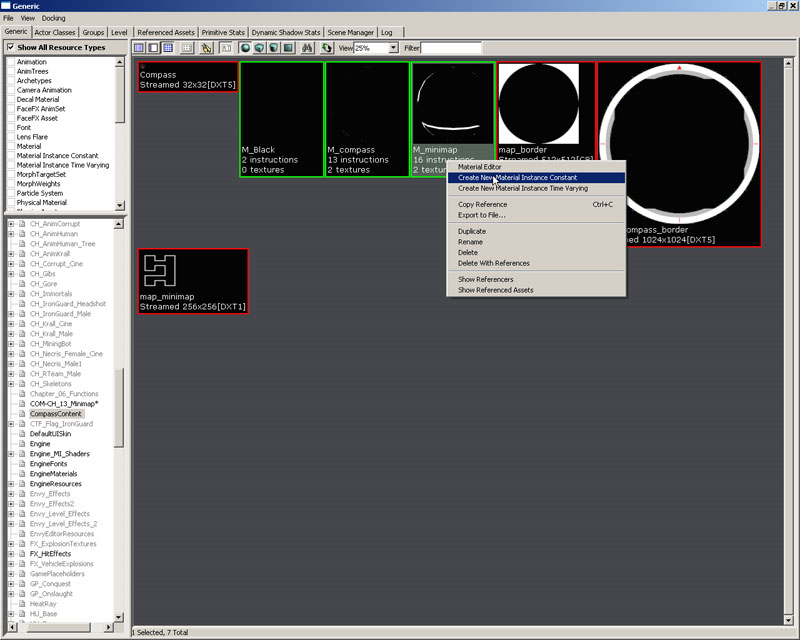 Generic
File View Docking
Generic Actor Classes Groups Level Referenced Assets Primitive Stats Dynamic Shadow Stats Scene Manager Log
Show All Resource Types
View 25% Filter
Animation
AnimTrees
Archetypes
Camera Animation
Decal Material
FaceFX AnimSet
FaceFX Asset
Font
Lens Flare
Material
Material Instance Constant
Material Instance Time Varying
MorphTargetSet
MorphWeights
Particle System
Physical Material
CH_AnimCorrupt
CH_AnimHuman
CH_AnimHuman_Tree
CH_AnimKrall
CH_Corrupt_Cine
CH_Gibs
CH_Gore
CH_Immortals
CH_IronGuard_Headshot
CH_IronGuard_Male
CH_Krall_Cine
CH_Krall_Male
CH_MiningBot
CH_Necris_Female_Cine
CH_Necris_Male1
CH_RTeam_Male
CH_Skeletons
Chapter_06_Functions
COM-CH_13_Minimap*
CompassContent
CTF_Flag_IronGuard
DefaultUISkin
Engine
Engine_MI_Shaders
EngineFonts
EngineMaterials
EngineResources
Envy_Effects
Envy_Effects2
Envy_Level_Effects
Envy_Level_Effects_2
EnvyEditorResources
FX_ExplosionTextures
FX_HitEffects
FX_VehicleExplosions
GamePlaceholders
GP_Conquest
GP_Onslaught
HeatRay
HU_Base
Compass
Streamed 32x32[DXT5]
M_Black
2 instructions
0 textures
M_compass
13 instructions
2 textures
M_minimap
16 instructions
2 textu
map_border
Streamed 512x512[G8]
ompass_border
ed 1024x1024[DXT5]
map_minimap
Streamed 256x256[DXT1]
Material Editor
Create New Material Instance Constant
Create New Material Instance Time Varying
Copy Reference Ctrl+C
Export to File...
Duplicate
Rename
Delete
Delete With References
Show Referencers
Show Referenced Assets
1 Selected, 7 Total